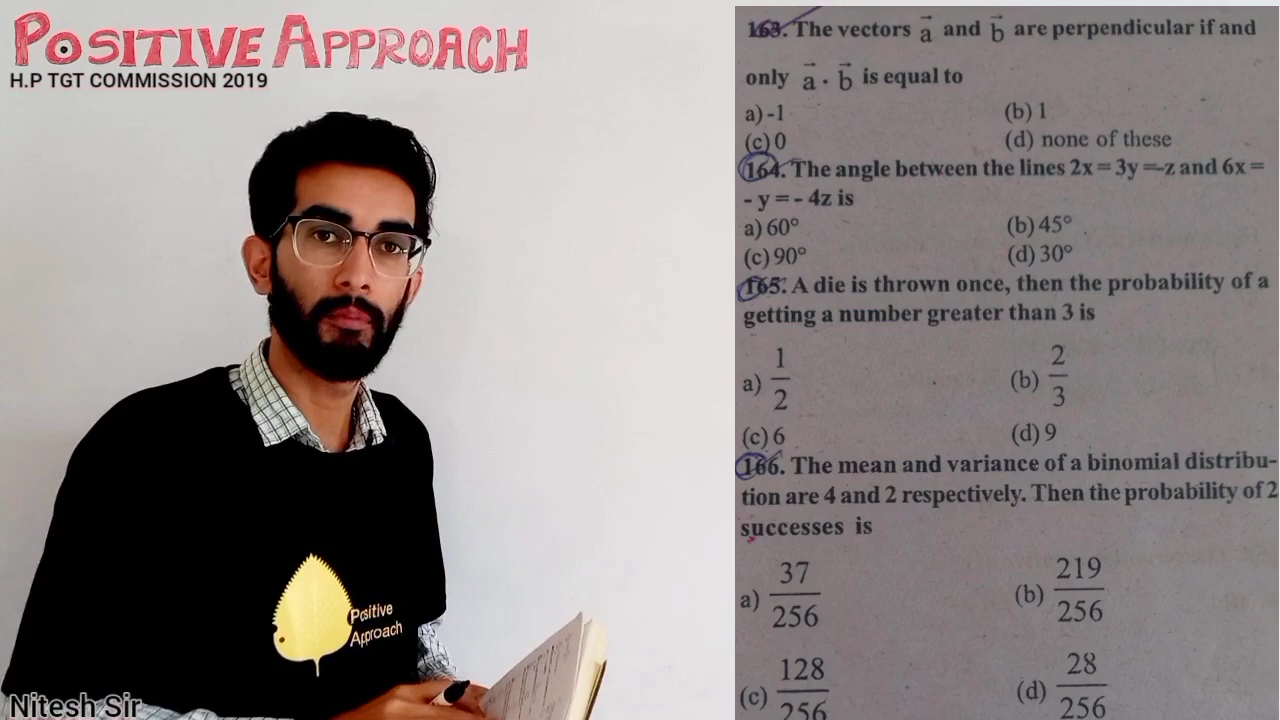 POSITIVE APPROACH
H.P TGT COMMISSION 2019
Positive
Approach
Nitesh Sir
163. The vectors a⃗ and b⃗ are perpendicular if and
only a⃗ . b⃗ is equal to
a) -1 (b) 1
(c) 0 (d) none of these
164. The angle between the lines 2x = 3y =-z and 6x =
- y = - 4z is
a) 60° (b) 45°
(c) 90° (d) 30°
165. A die is thrown once, then the probability of a
getting a number greater than 3 is
a) 1/2 (b) 2/3
(c) 6 (d) 9
166. The mean and variance of a binomial distribu-
tion are 4 and 2 respectively. Then the probability of 2
successes is
a) 37/256 (b) 219/256
(c) 128/256 (d) 28/256